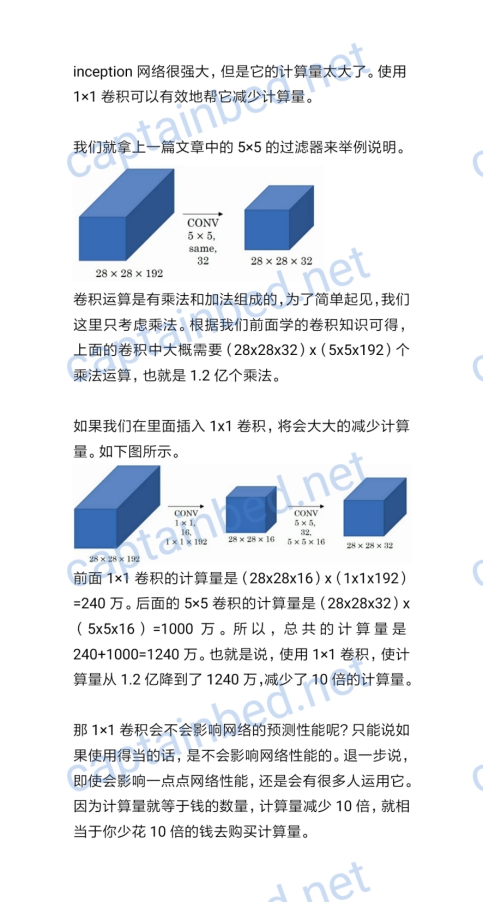 inception 网络很强大，但是它的计算量太大了。使用
1×1 卷积可以有效地帮它减少计算量。
我们就拿上一篇文章中的 5×5 的过滤器来举例说明。
CONV
5 × 5,
same,
32
28 × 28 × 192
28 × 28 × 32
卷积运算是有乘法和加法组成的，为了简单起见，我们
这里只考虑乘法。根据我们前面学的卷积知识可得，
上面的卷积中大概需要（28x28x32）x（5x5x192）个
乘法运算，也就是 1.2 亿个乘法。
如果我们在里面插入 1x1 卷积，将会大大的减少计算
量。如下图所示。
CONV
1 × 1,
16,
1 × 1 × 192
CONV
5 × 5,
32,
5 × 5 × 16
28 × 28 × 192
28 × 28 × 16
28 × 28 × 32
前面 1×1 卷积的计算量是（28x28x16）x（1x1x192）
=240 万。后面的 5×5 卷积的计算量是（28x28x32）x
（5x5x16）=1000 万。所以，总共的计算量是
240+1000=1240 万。也就是说，使用 1×1 卷积，使计
算量从 1.2 亿降到了 1240 万,减少了 10 倍的计算量。
那 1×1 卷积会不会影响网络的预测性能呢？只能说如
果使用得当的话，是不会影响网络性能的。退一步说，
即使会影响一点点网络性能，还是会有很多人运用它。
因为计算量就等于钱的数量，计算量减少 10 倍，就相
当于你少花 10 倍的钱去购买计算量。
captainbed.net
captainbed.net
captainbed.net
captainbed.net